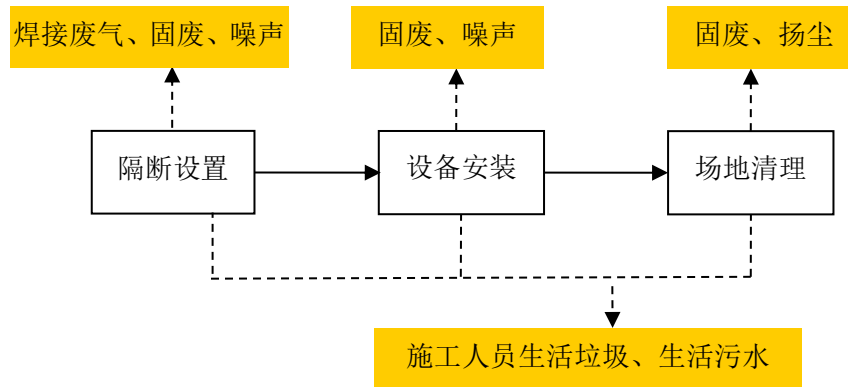 焊接废气、固废、噪声
固废、噪声
固废、扬尘
隔断设置
设备安装
场地清理
施工人员生活垃圾、生活污水